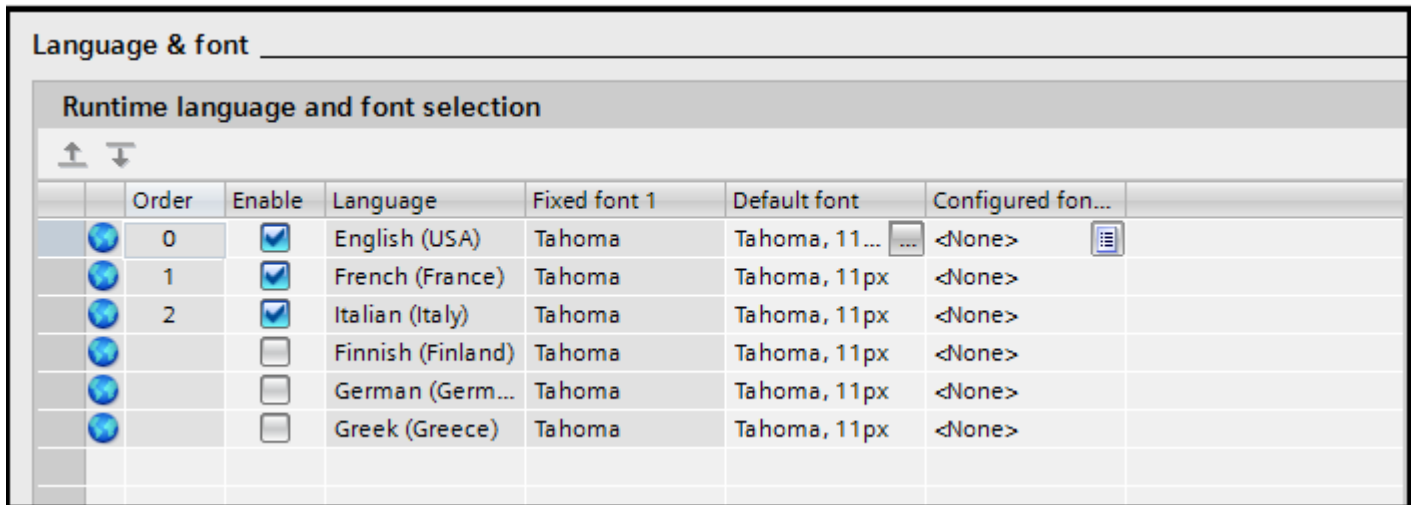 Language & font
Runtime language and font selection
Order Enable Language Fixed font 1 Default font Configured fon...
0 English (USA) Tahoma Tahoma, 11... ... <None>
1 French (France) Tahoma Tahoma, 11px <None>
2 Italian (Italy) Tahoma Tahoma, 11px <None>
Finnish (Finland) Tahoma Tahoma, 11px <None>
German (Germ... Tahoma Tahoma, 11px <None>
Greek (Greece) Tahoma Tahoma, 11px <None>